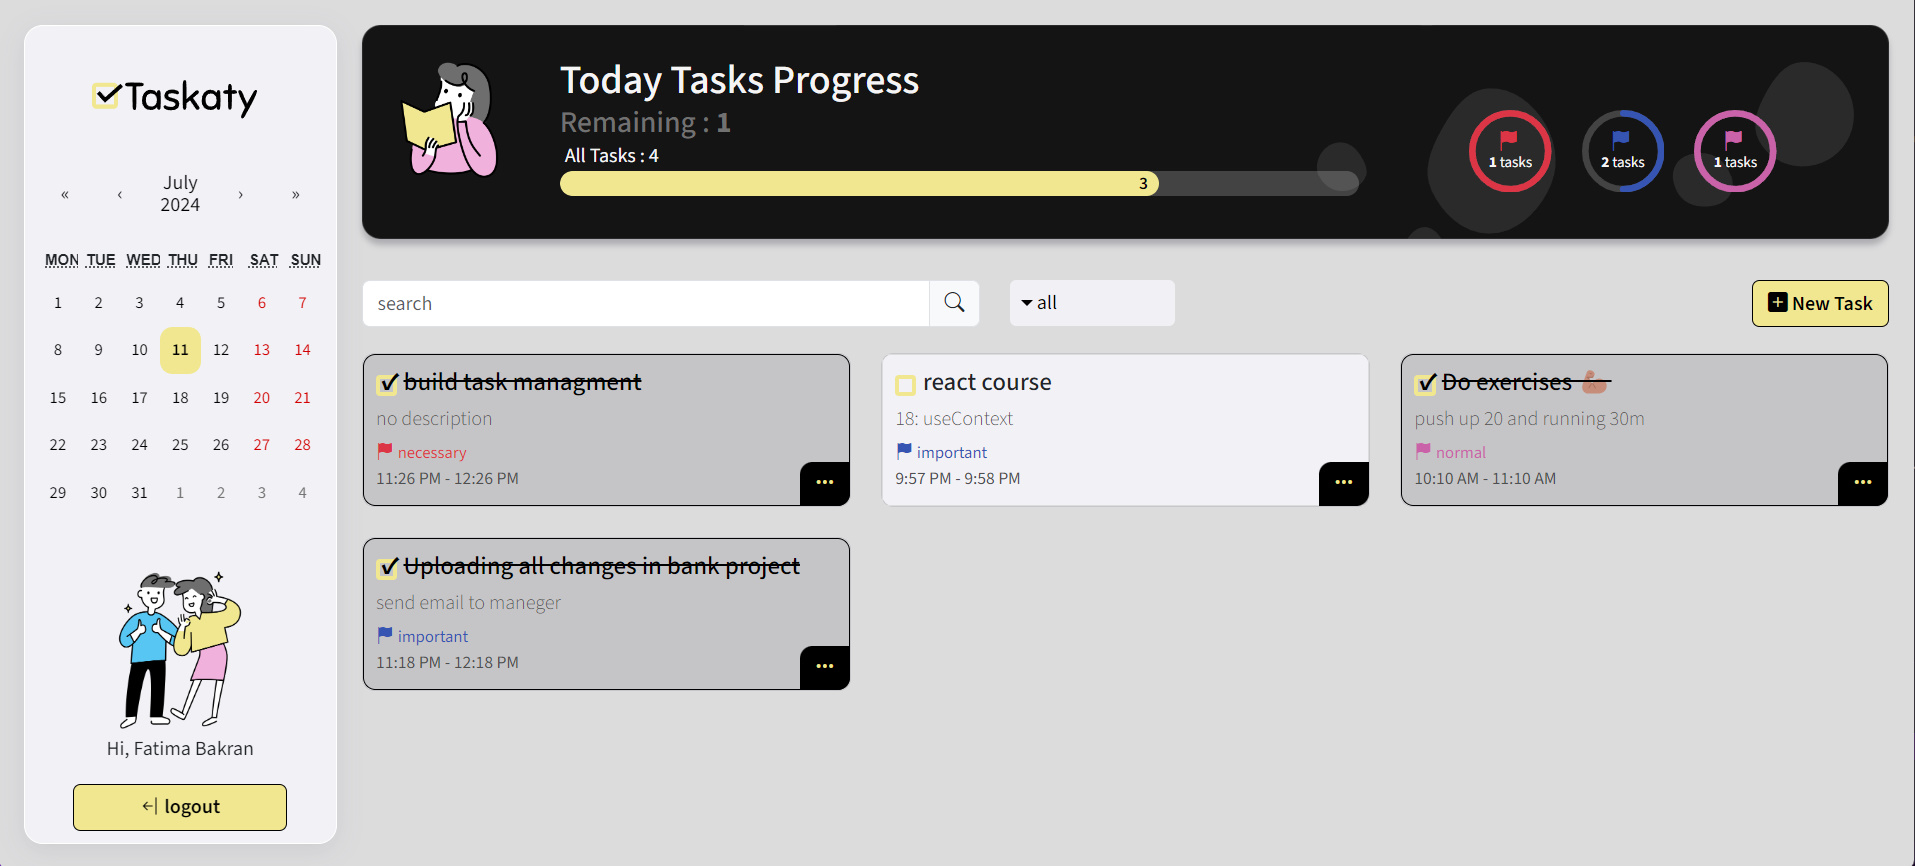 Taskaty
« ‹ July 2024 › »
MON TUE WED THU FRI SAT SUN
1 2 3 4 5 6 7
8 9 10 11 12 13 14
15 16 17 18 19 20 21
22 23 24 25 26 27 28
29 30 31 1 2 3 4
Hi, Fatima Bakran
logout
Today Tasks Progress
Remaining : 1
All Tasks : 4
3
1 tasks
2 tasks
1 tasks
search
all
New Task
build task managment
no description
necessary
11:26 PM - 12:26 PM
react course
18: useContext
important
9:57 PM - 9:58 PM
Do exercises 💪
push up 20 and running 30m
normal
10:10 AM - 11:10 AM
Uploading all changes in bank project
send email to maneger
important
11:18 PM - 12:18 PM